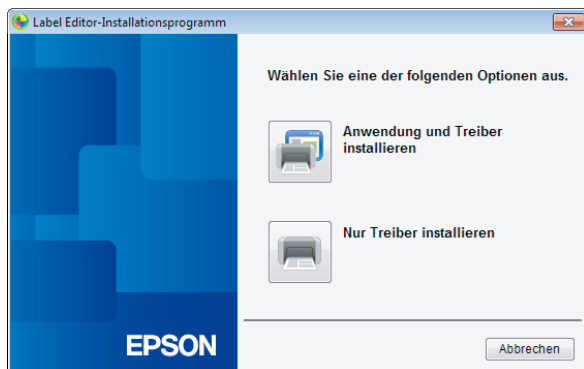 Label Editor-Installationsprogramm
Wählen Sie eine der folgenden Optionen aus.
Anwendung und Treiber
installieren
Nur Treiber installieren
EPSON
Abbrechen